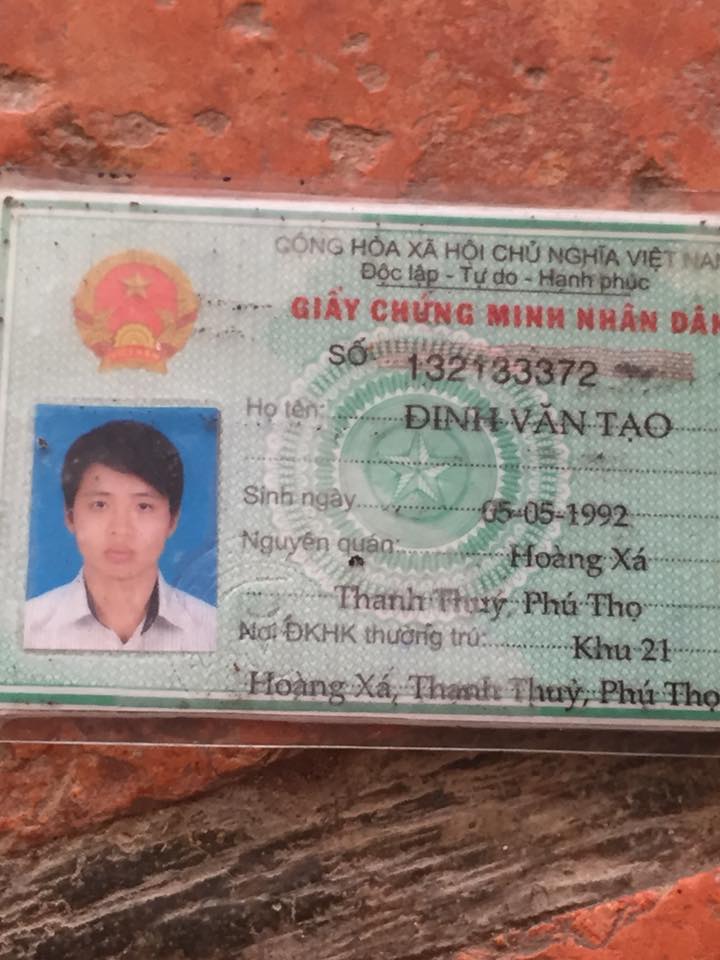 CỘNG HÒA XÃ HỘI CHỦ NGHĨA VIỆT NAM
Độc lập - Tự do - Hạnh phúc
GIẤY CHỨNG MINH NHÂN DÂN
SỐ 132133372
Họ tên: ĐINH VĂN TẠO
Sinh ngày 05-05-1992
Nguyên quán: Hoàng Xá
Thanh Thuỷ, Phú Thọ
Nơi ĐKHK thường trú: Khu 21
Hoàng Xá, Thanh Thuỷ, Phú Thọ